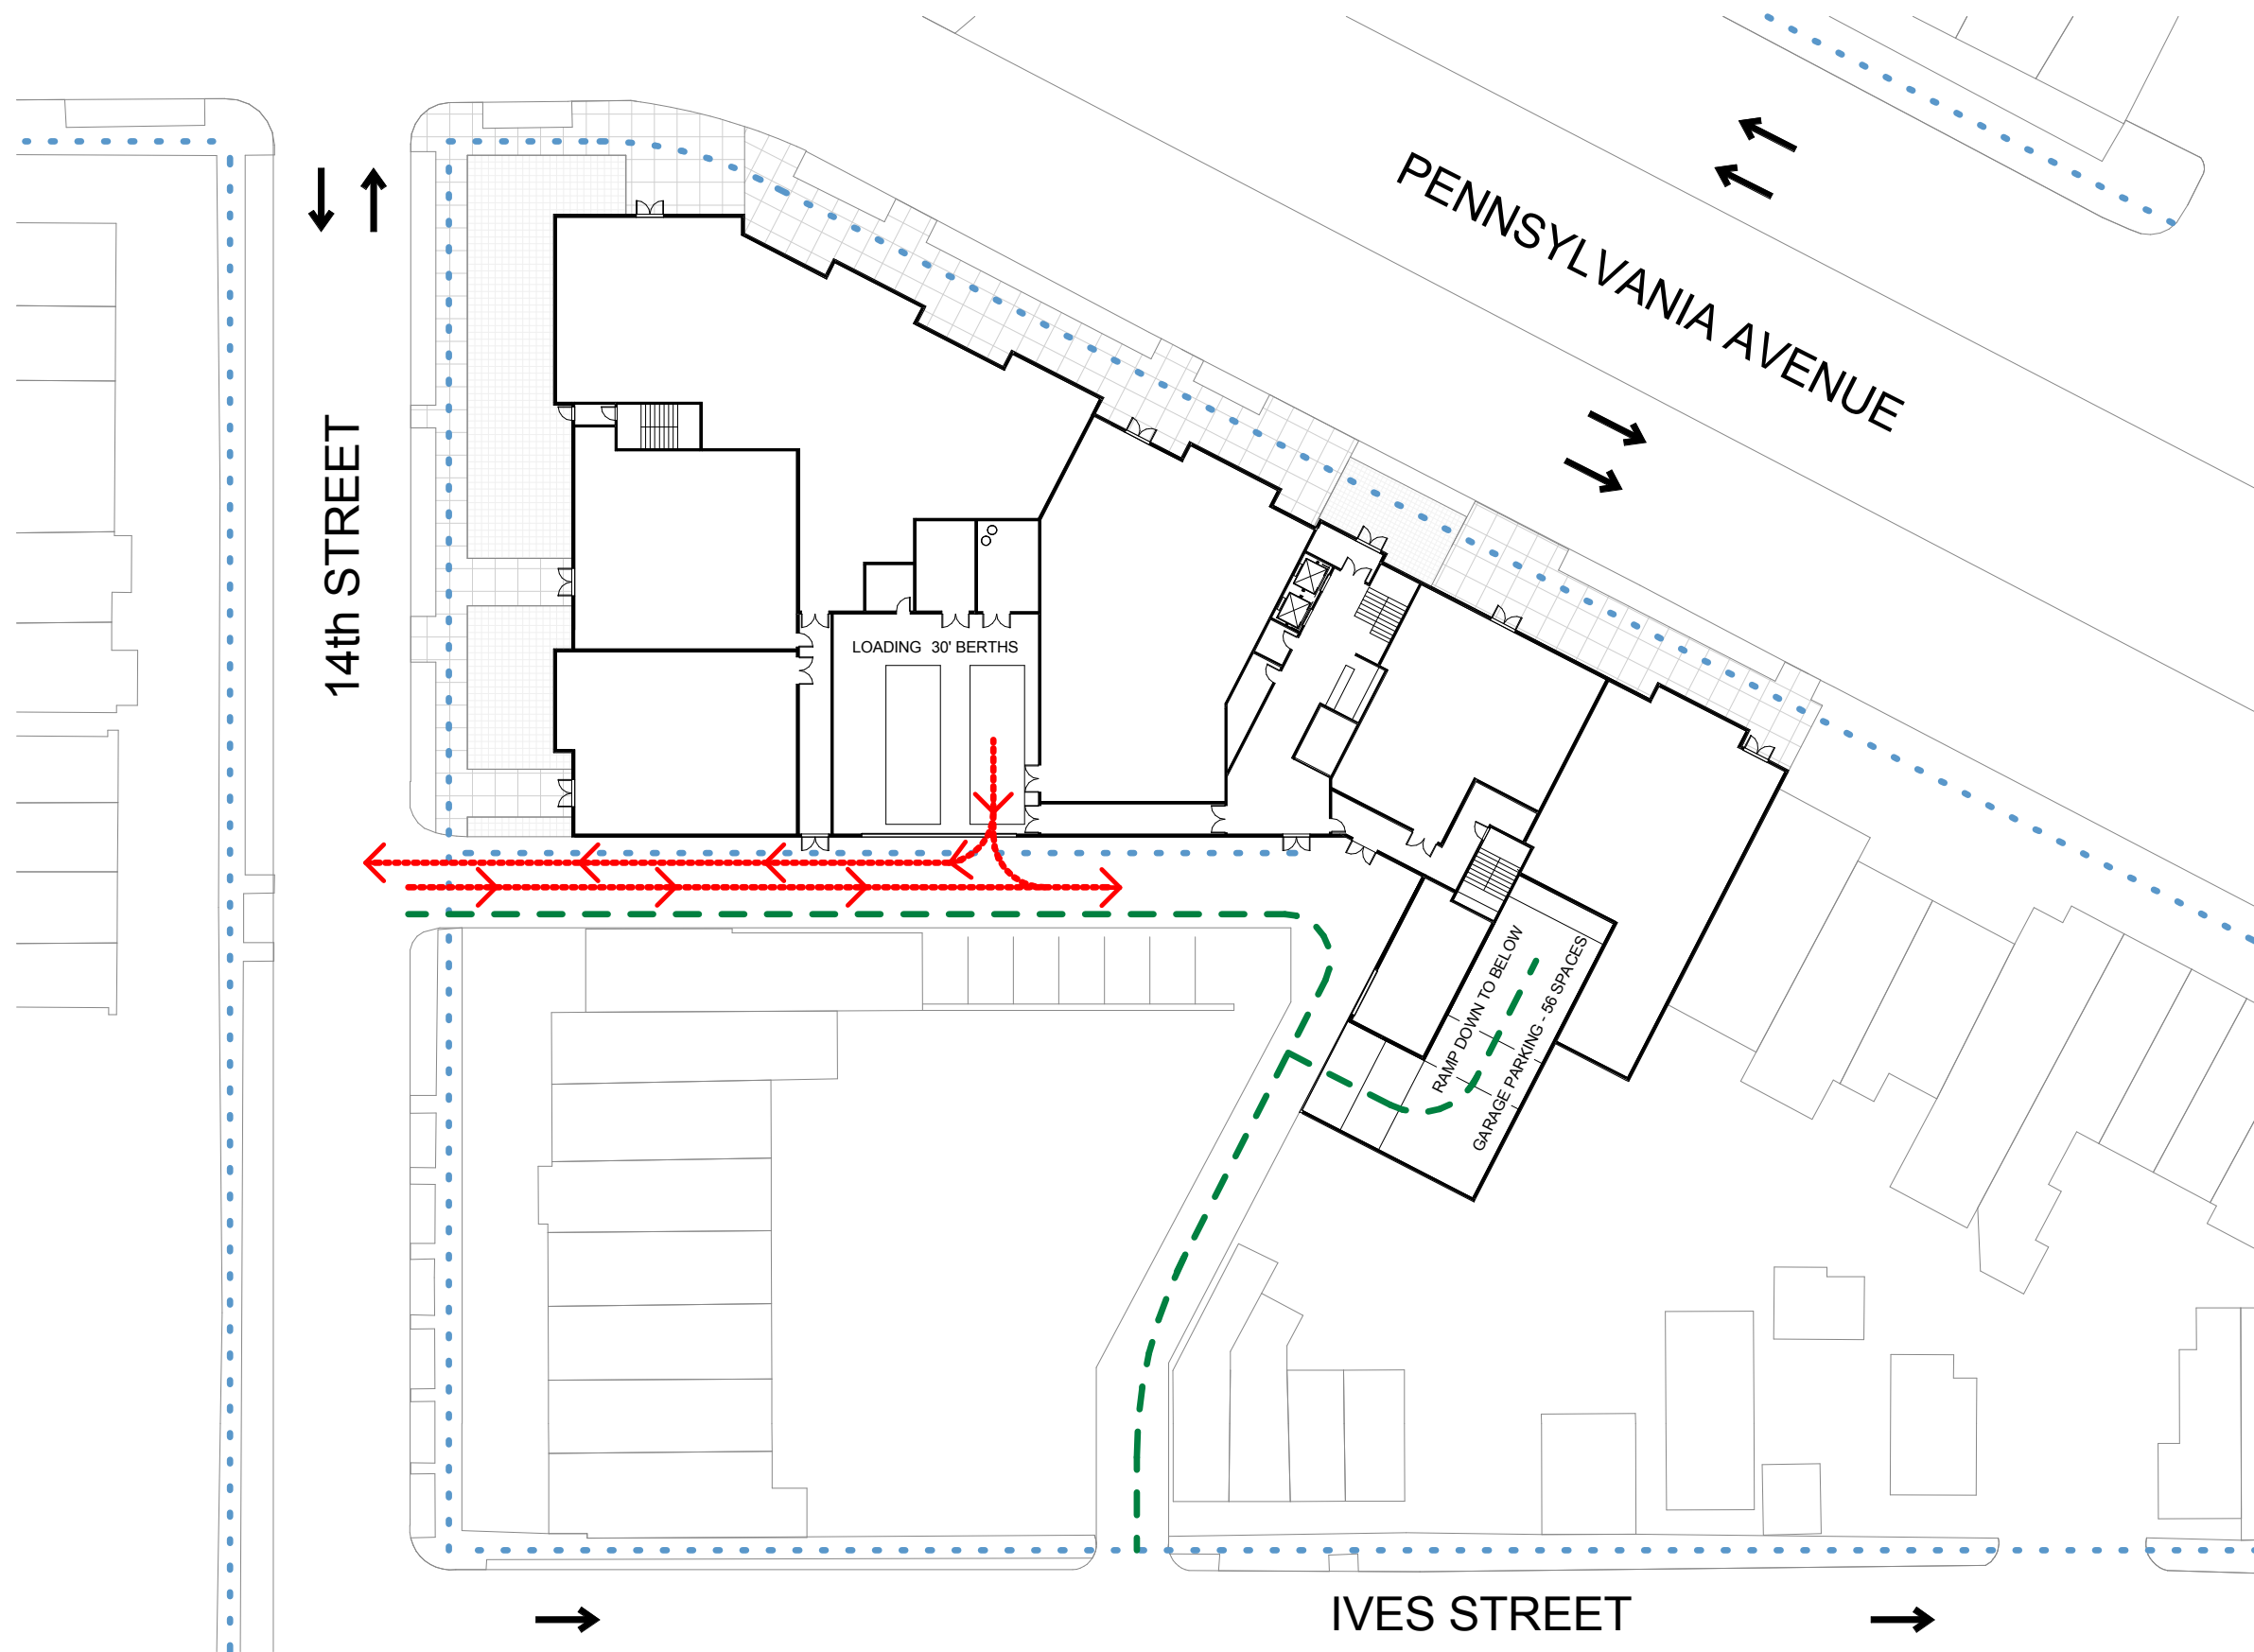 PENNSYLVANIA AVENUE
14th STREET
LOADING 30' BERTHS
RAMP DOWN TO BELOW
GARAGE PARKING - 56 SPACES
IVES STREET